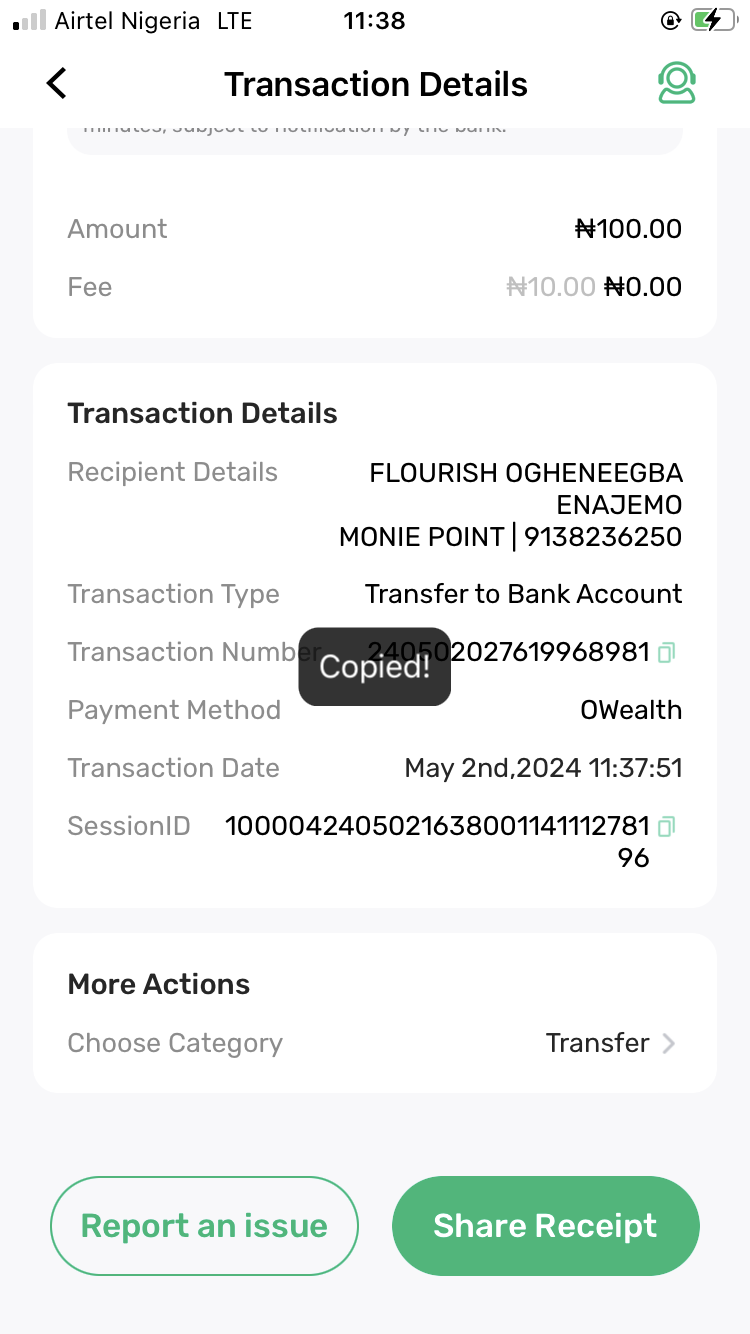 Airtel Nigeria LTE 11:38
Transaction Details
minutes, subject to notification by the bank.
Amount ₦100.00
Fee ₦10.00 ₦0.00
Transaction Details
Recipient Details FLOURISH OGHENEEGBA
ENAJEMO
MONIE POINT | 9138236250
Transaction Type Transfer to Bank Account
Transaction Number 240502027619968981
Copied!
Payment Method OWealth
Transaction Date May 2nd,2024 11:37:51
SessionID 1000042405021638001141112781
96
More Actions
Choose Category Transfer
Report an issue Share Receipt